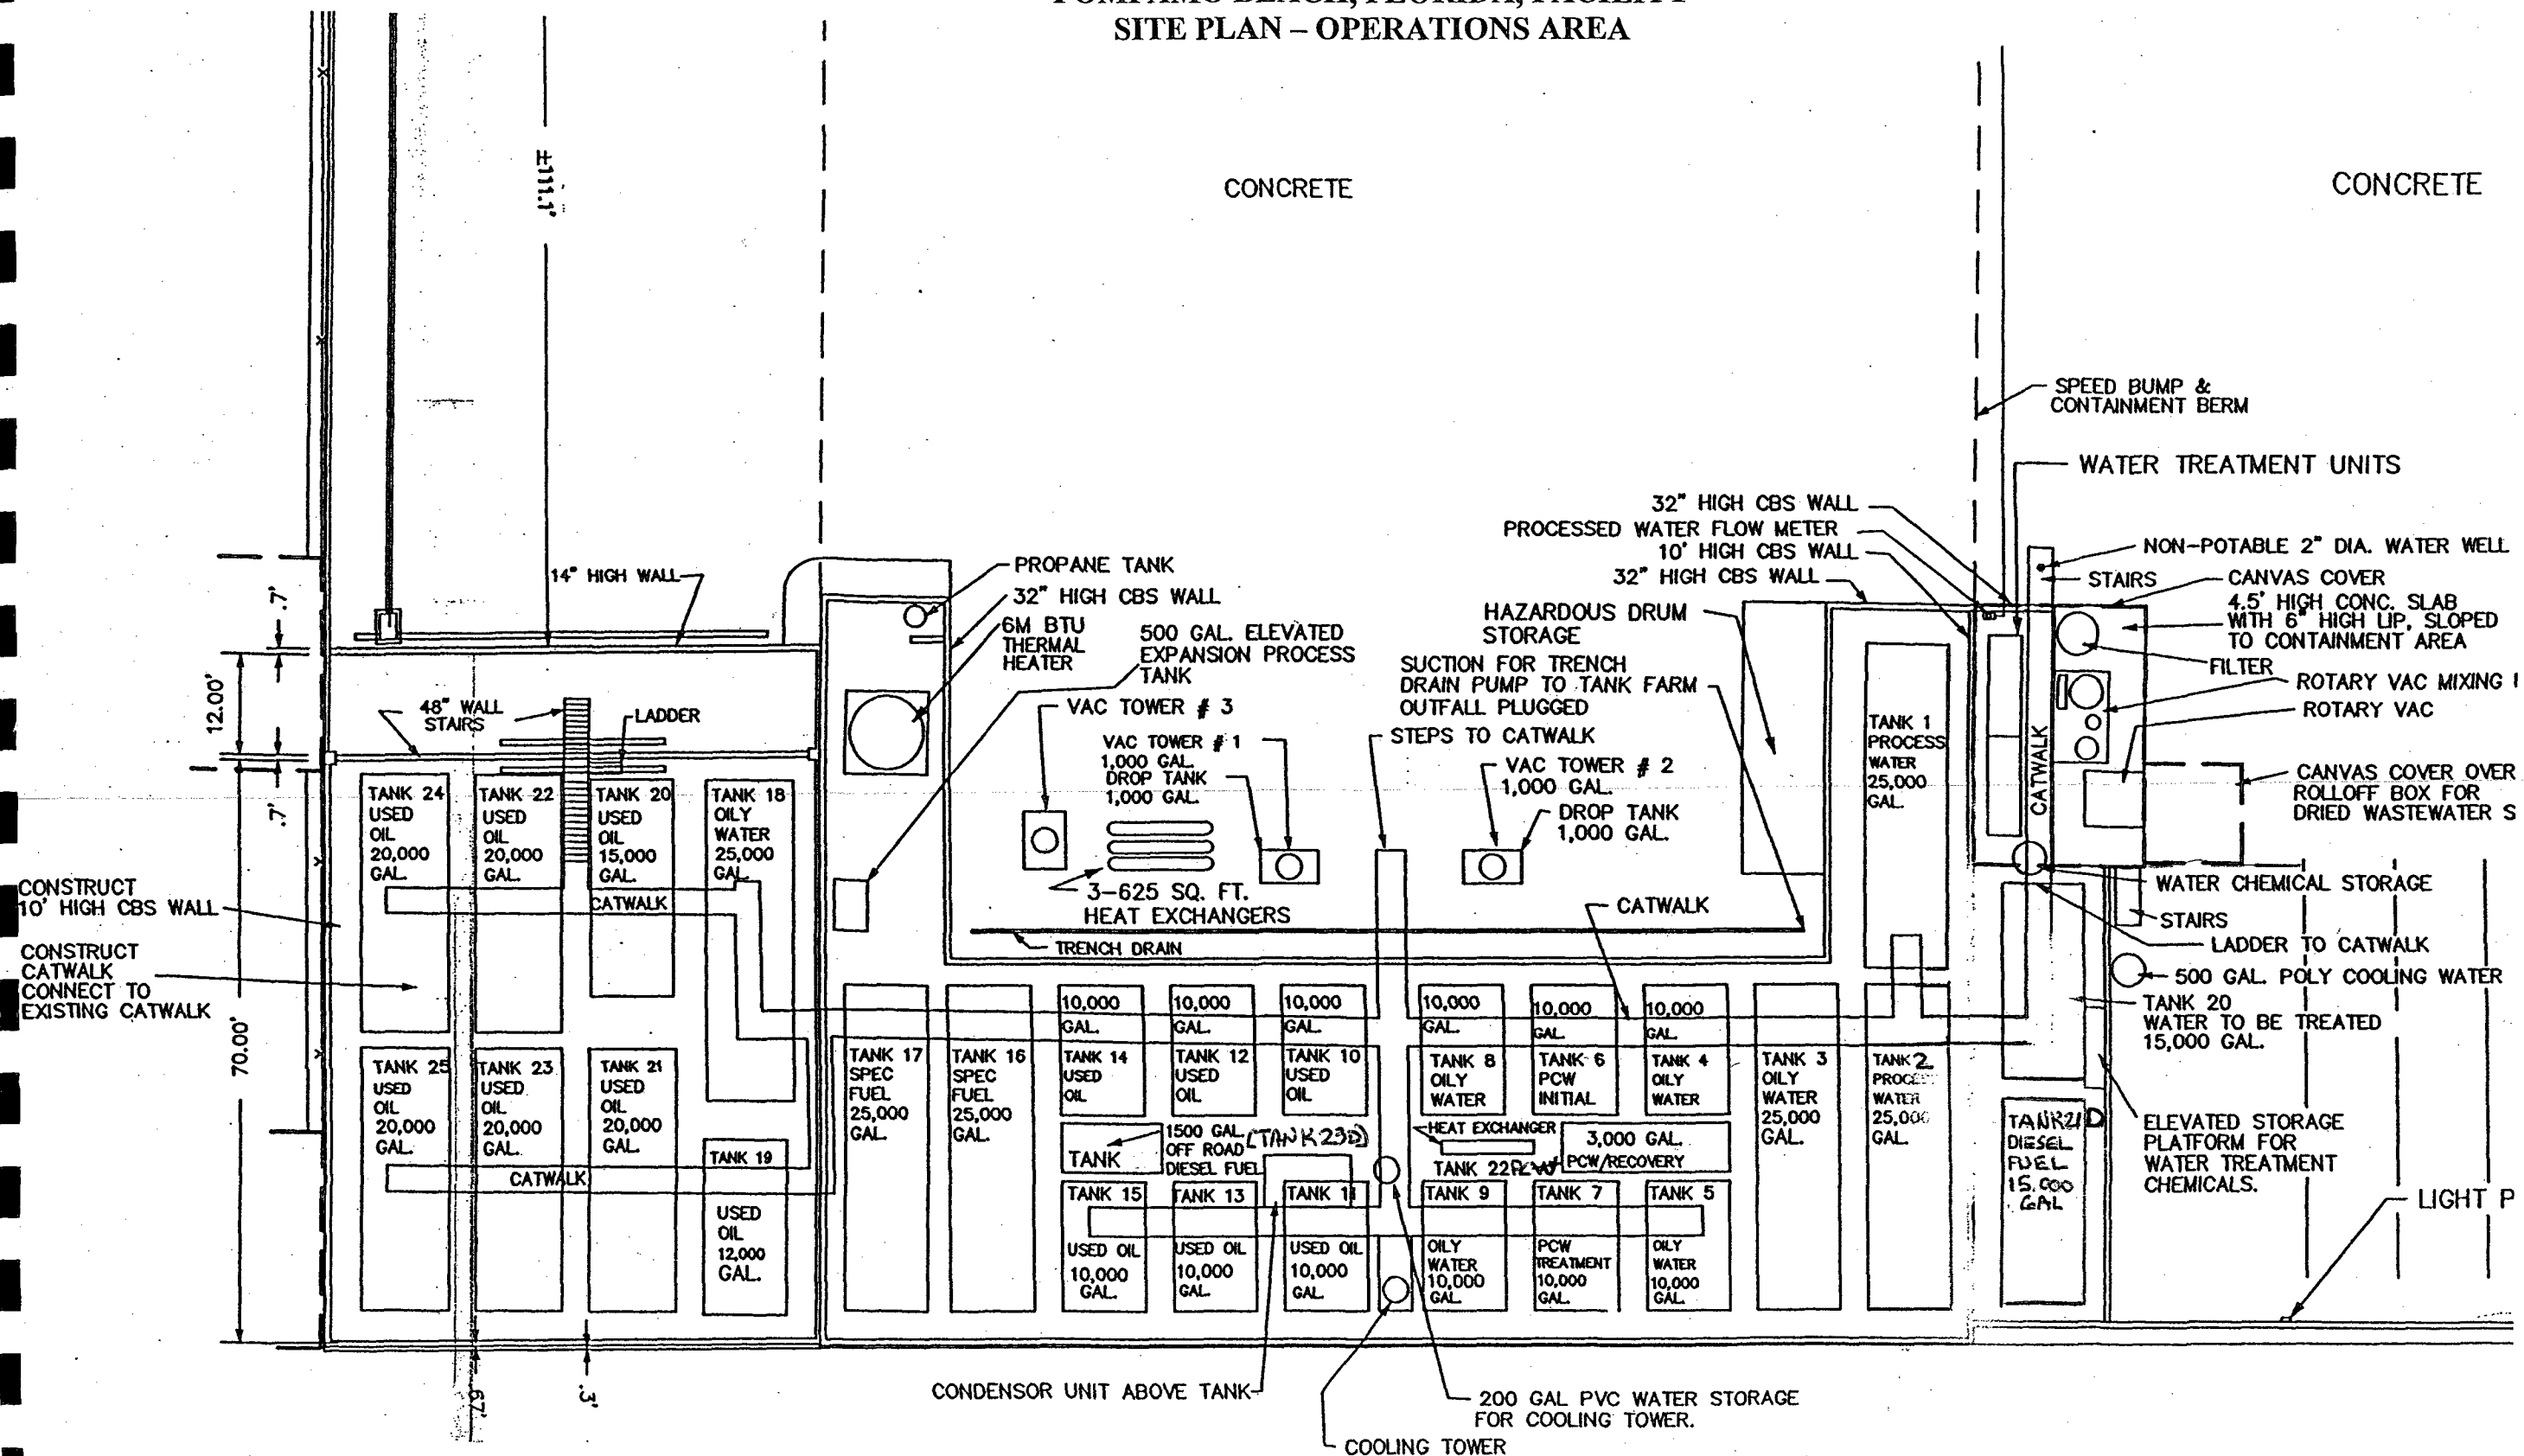 SITE PLAN – OPERATIONS AREA
±111.1'
CONCRETE
CONCRETE
SPEED BUMP &
CONTAINMENT BERM
WATER TREATMENT UNITS
32" HIGH CBS WALL
PROCESSED WATER FLOW METER
10' HIGH CBS WALL
32" HIGH CBS WALL
NON-POTABLE 2" DIA. WATER WELL
STAIRS
CANVAS COVER
4.5' HIGH CONC. SLAB
WITH 6" HIGH LIP, SLOPED
TO CONTAINMENT AREA
FILTER
ROTARY VAC MIXING
ROTARY VAC
CATWALK
CANVAS COVER OVER
ROLLOFF BOX FOR
DRIED WASTEWATER S
WATER CHEMICAL STORAGE
STAIRS
LADDER TO CATWALK
500 GAL. POLY COOLING WATER
TANK 20
WATER TO BE TREATED
15,000 GAL.
ELEVATED STORAGE
PLATFORM FOR
WATER TREATMENT
CHEMICALS.
LIGHT P
14" HIGH WALL
.7'
12.00'
.7'
70.00'
.67'
.3'
48" WALL
STAIRS
LADDER
PROPANE TANK
32" HIGH CBS WALL
6M BTU
THERMAL
HEATER
500 GAL. ELEVATED
EXPANSION PROCESS
TANK
VAC TOWER # 3
VAC TOWER # 1
1,000 GAL.
DROP TANK
1,000 GAL.
3-625 SQ. FT.
HEAT EXCHANGERS
TRENCH DRAIN
STEPS TO CATWALK
VAC TOWER # 2
1,000 GAL.
DROP TANK
1,000 GAL.
HAZARDOUS DRUM
STORAGE
SUCTION FOR TRENCH
DRAIN PUMP TO TANK FARM
OUTFALL PLUGGED
CATWALK
TANK 1
PROCESS
WATER
25,000
GAL.
CONSTRUCT
10' HIGH CBS WALL
CONSTRUCT
CATWALK
CONNECT TO
EXISTING CATWALK
TANK 24
USED
OIL
20,000
GAL.
TANK 22
USED
OIL
20,000
GAL.
TANK 20
USED
OIL
15,000
GAL.
TANK 18
OILY
WATER
25,000
GAL.
CATWALK
TANK 25
USED
OIL
20,000
GAL.
TANK 23
USED
OIL
20,000
GAL.
TANK 21
USED
OIL
20,000
GAL.
TANK 19
USED
OIL
12,000
GAL.
CATWALK
TANK 17
SPEC
FUEL
25,000
GAL.
TANK 16
SPEC
FUEL
25,000
GAL.
10,000
GAL.
TANK 14
USED
OIL
10,000
GAL.
TANK 12
USED
OIL
10,000
GAL.
TANK 10
USED
OIL
10,000
GAL.
TANK 8
OILY
WATER
10,000
GAL.
TANK 6
PCW
INITIAL
10,000
GAL.
TANK 4
OILY
WATER
TANK 3
OILY
WATER
25,000
GAL.
TANK 2
PROCESS
WATER
25,000
GAL.
TANK
1500 GAL.
OFF ROAD
DIESEL FUEL
(TANK 23D)
HEAT EXCHANGER
TANK 22PCW
3,000 GAL.
PCW/RECOVERY
TANK 15
USED OIL
10,000
GAL.
TANK 13
USED OIL
10,000
GAL.
TANK 11
USED OIL
10,000
GAL.
TANK 9
OILY
WATER
10,000
GAL.
TANK 7
PCW
TREATMENT
10,000
GAL.
TANK 5
OILY
WATER
10,000
GAL.
TANK21D
DIESEL
FUEL
15,000
GAL
CONDENSOR UNIT ABOVE TANK
200 GAL PVC WATER STORAGE
FOR COOLING TOWER.
COOLING TOWER